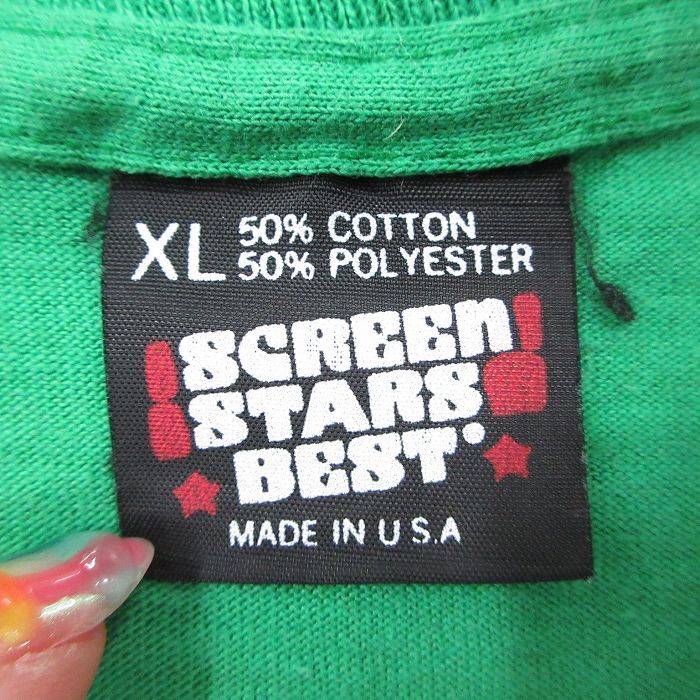 XL 50% COTTON
50% POLYESTER
SCREEN
STARS
BEST
MADE IN U.S.A